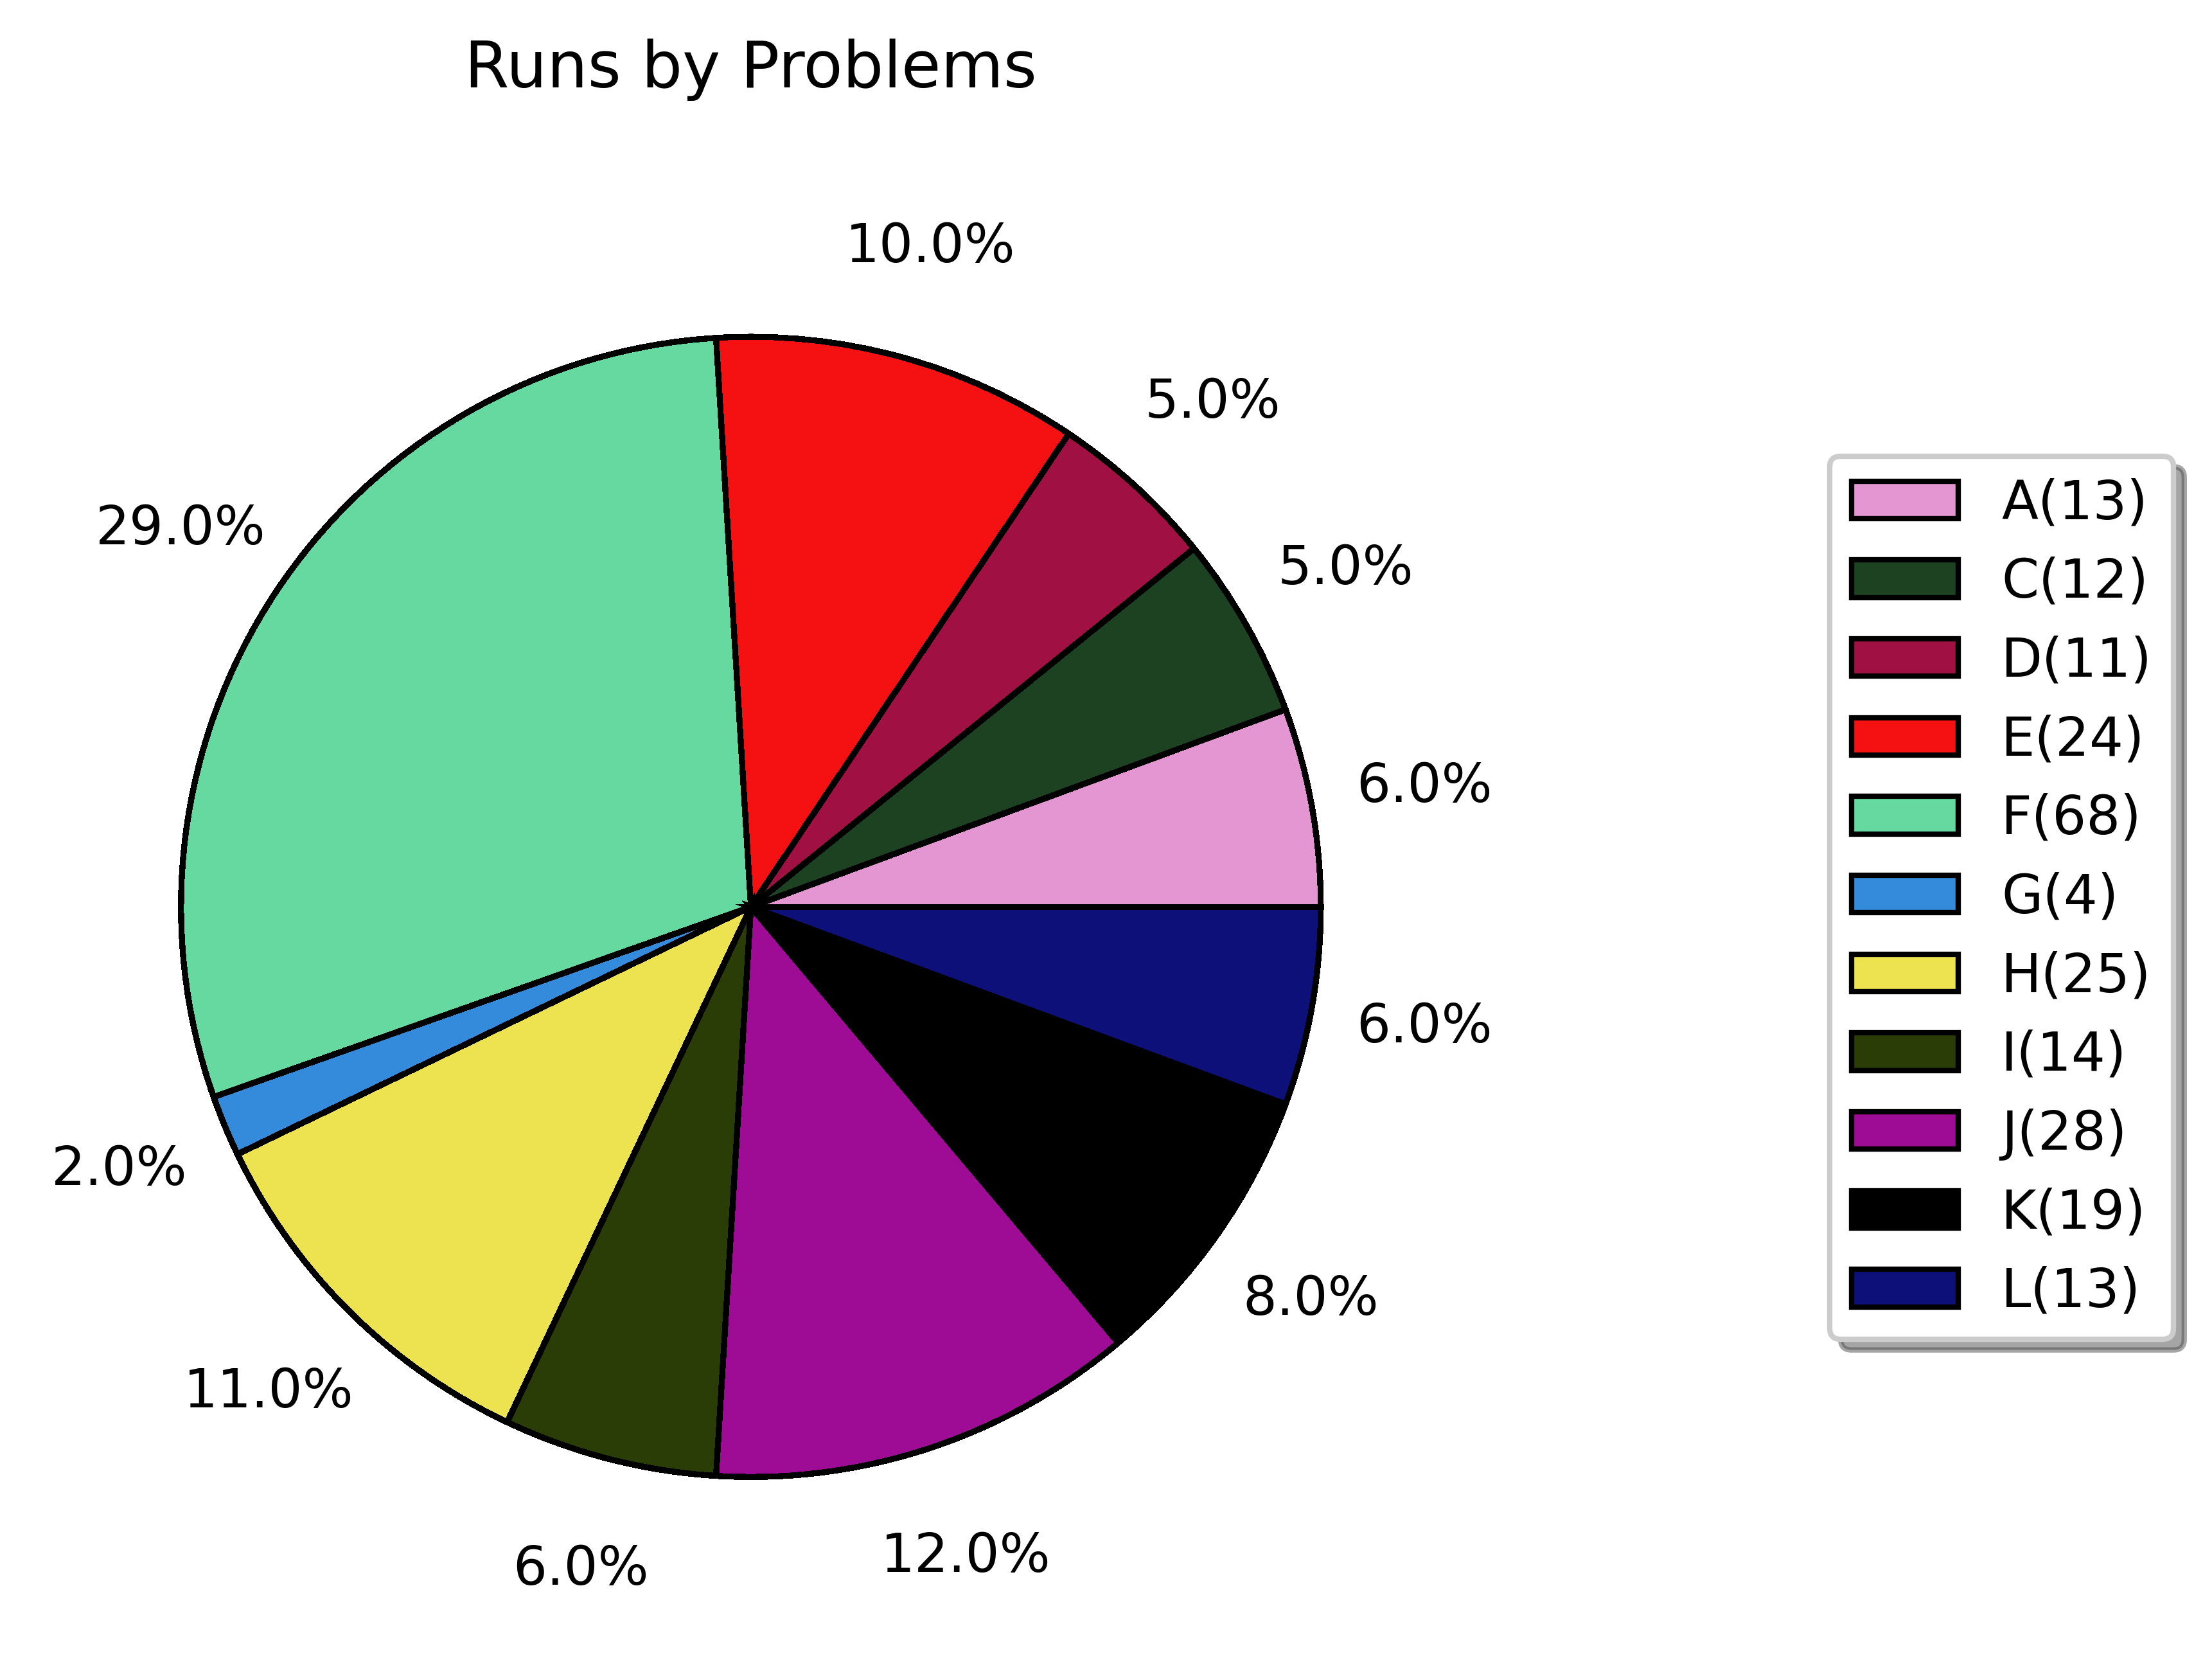 Runs by Problems
10.0%
5.0%
5.0%
29.0%
6.0%
6.0%
2.0%
8.0%
11.0%
12.0%
6.0%
A(13)
C(12)
D(11)
E(24)
F(68)
G(4)
H(25)
I(14)
J(28)
K(19)
L(13)